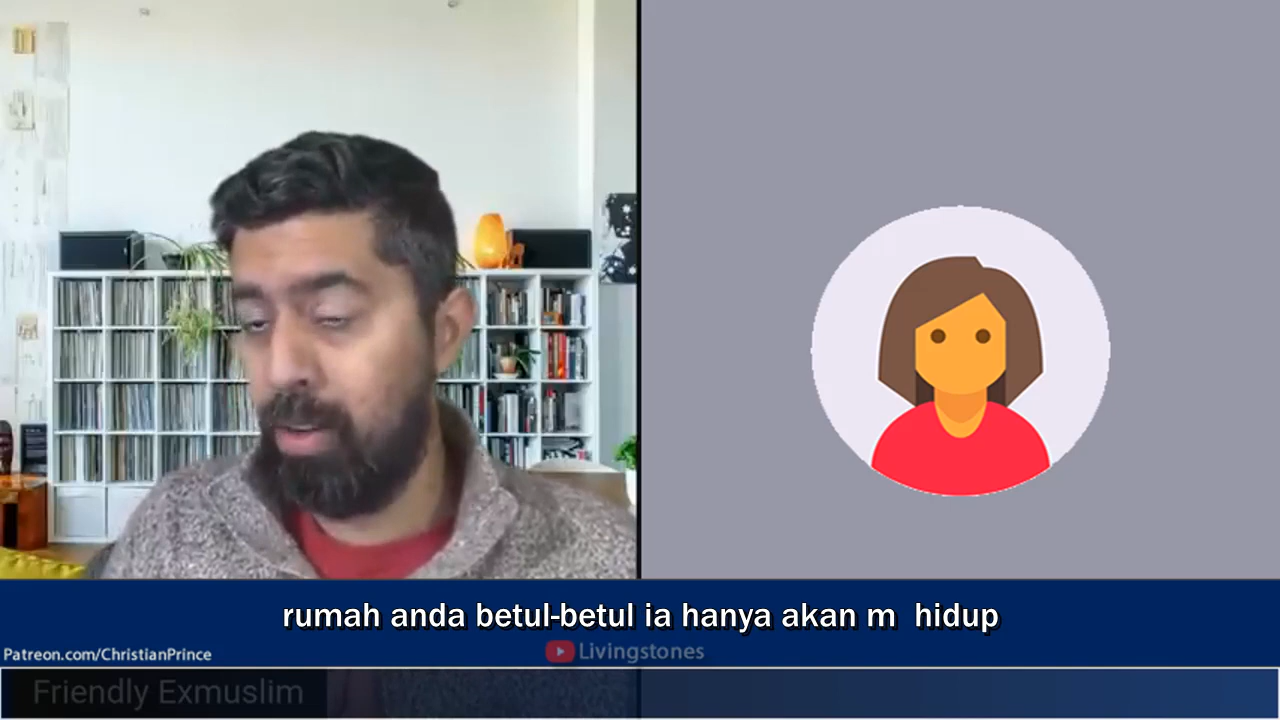 rumah anda betul-betul ia hanya akan m  hidup
Livingstones
Patreon.com/ChristianPrince
Friendly Exmuslim